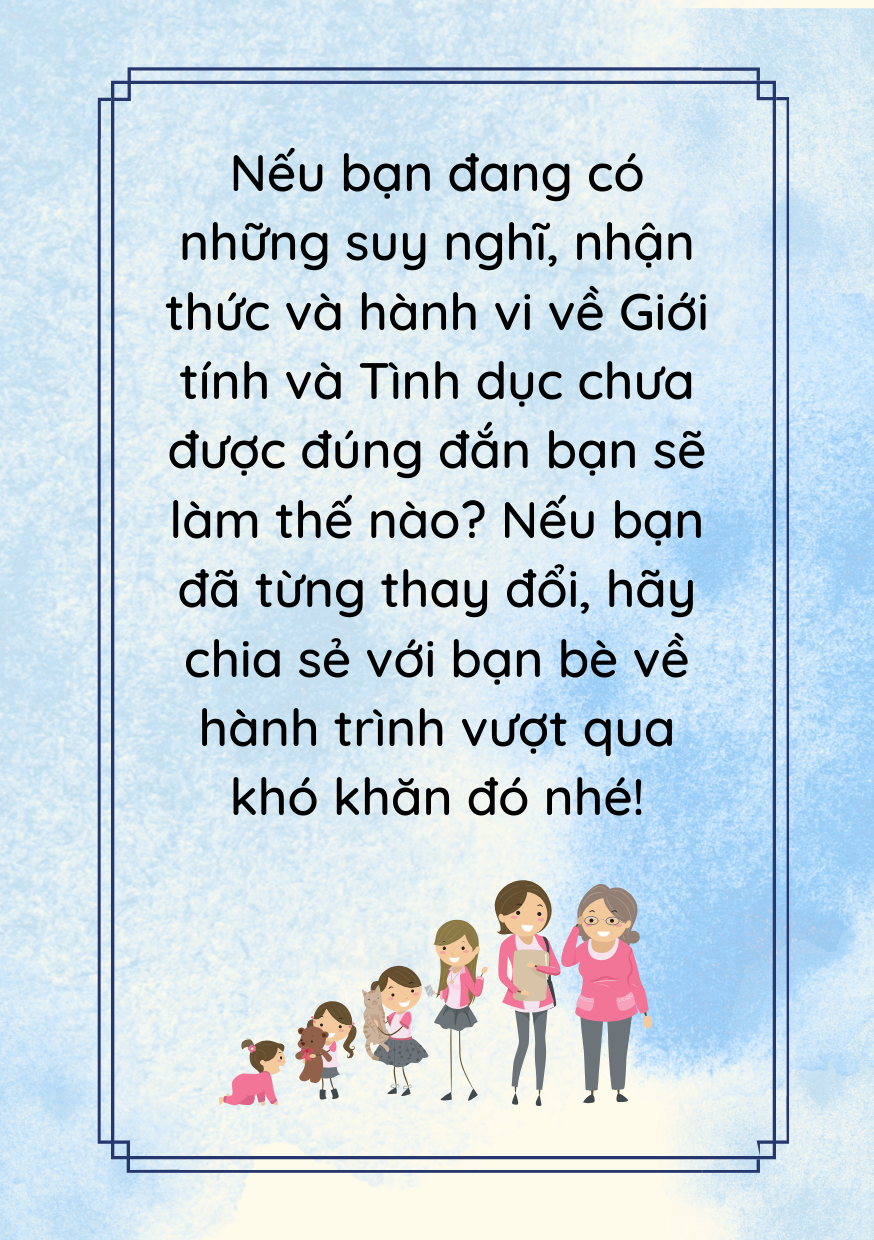 Nếu bạn đang có
những suy nghĩ, nhận
thức và hành vi về Giới
tính và Tình dục chưa
được đúng đắn bạn sẽ
làm thế nào? Nếu bạn
đã từng thay đổi, hãy
chia sẻ với bạn bè về
hành trình vượt qua
khó khăn đó nhé!